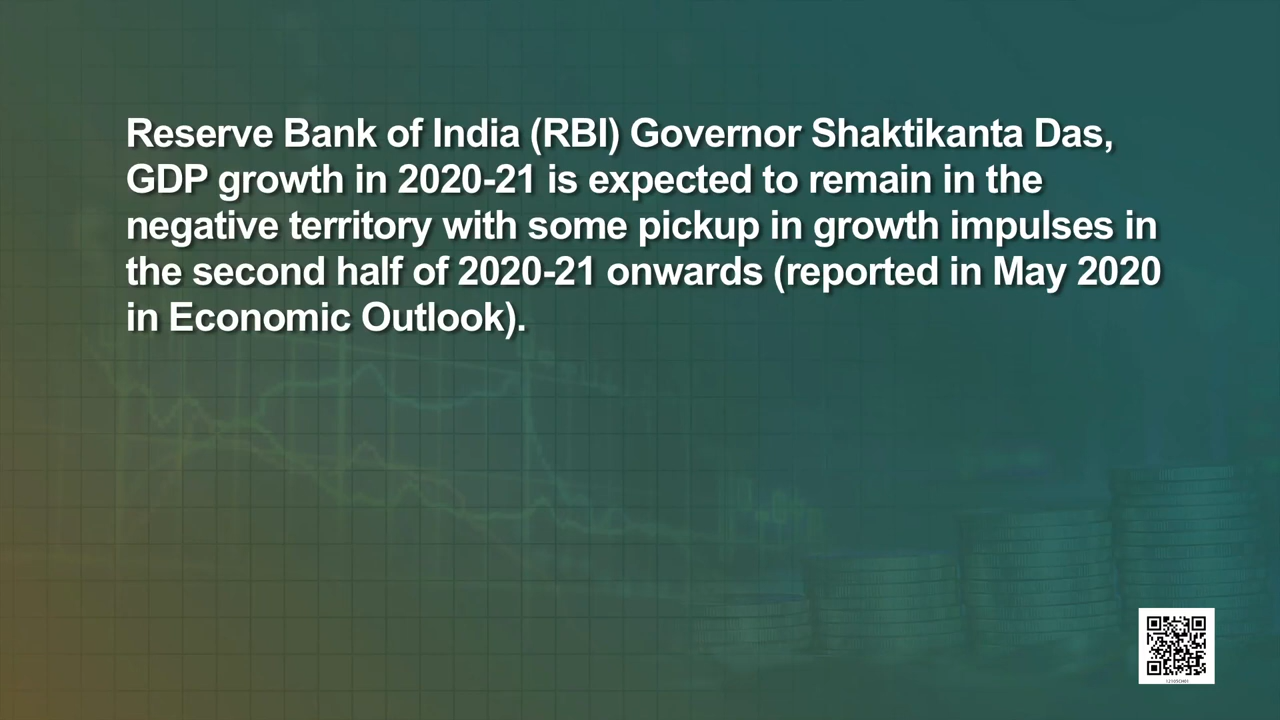 Reserve Bank of India (RBI) Governor Shaktikanta Das,
GDP growth in 2020-21 is expected to remain in the
negative territory with some pickup in growth impulses in
the second half of 2020-21 onwards (reported in May 2020
in Economic Outlook).